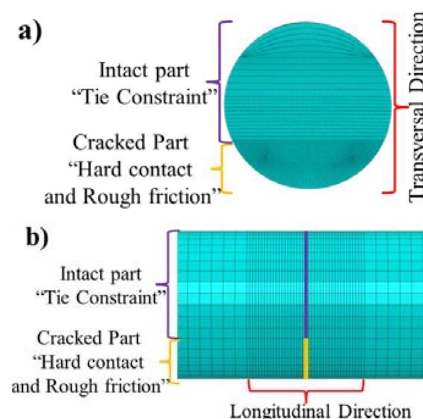 a)
Intact part
“Tie Constraint”
Cracked Part
“Hard contact
and Rough friction”
Transversal Direction
b)
Intact part
“Tie Constraint”
Cracked Part
“Hard contact
and Rough friction”
Longitudinal Direction